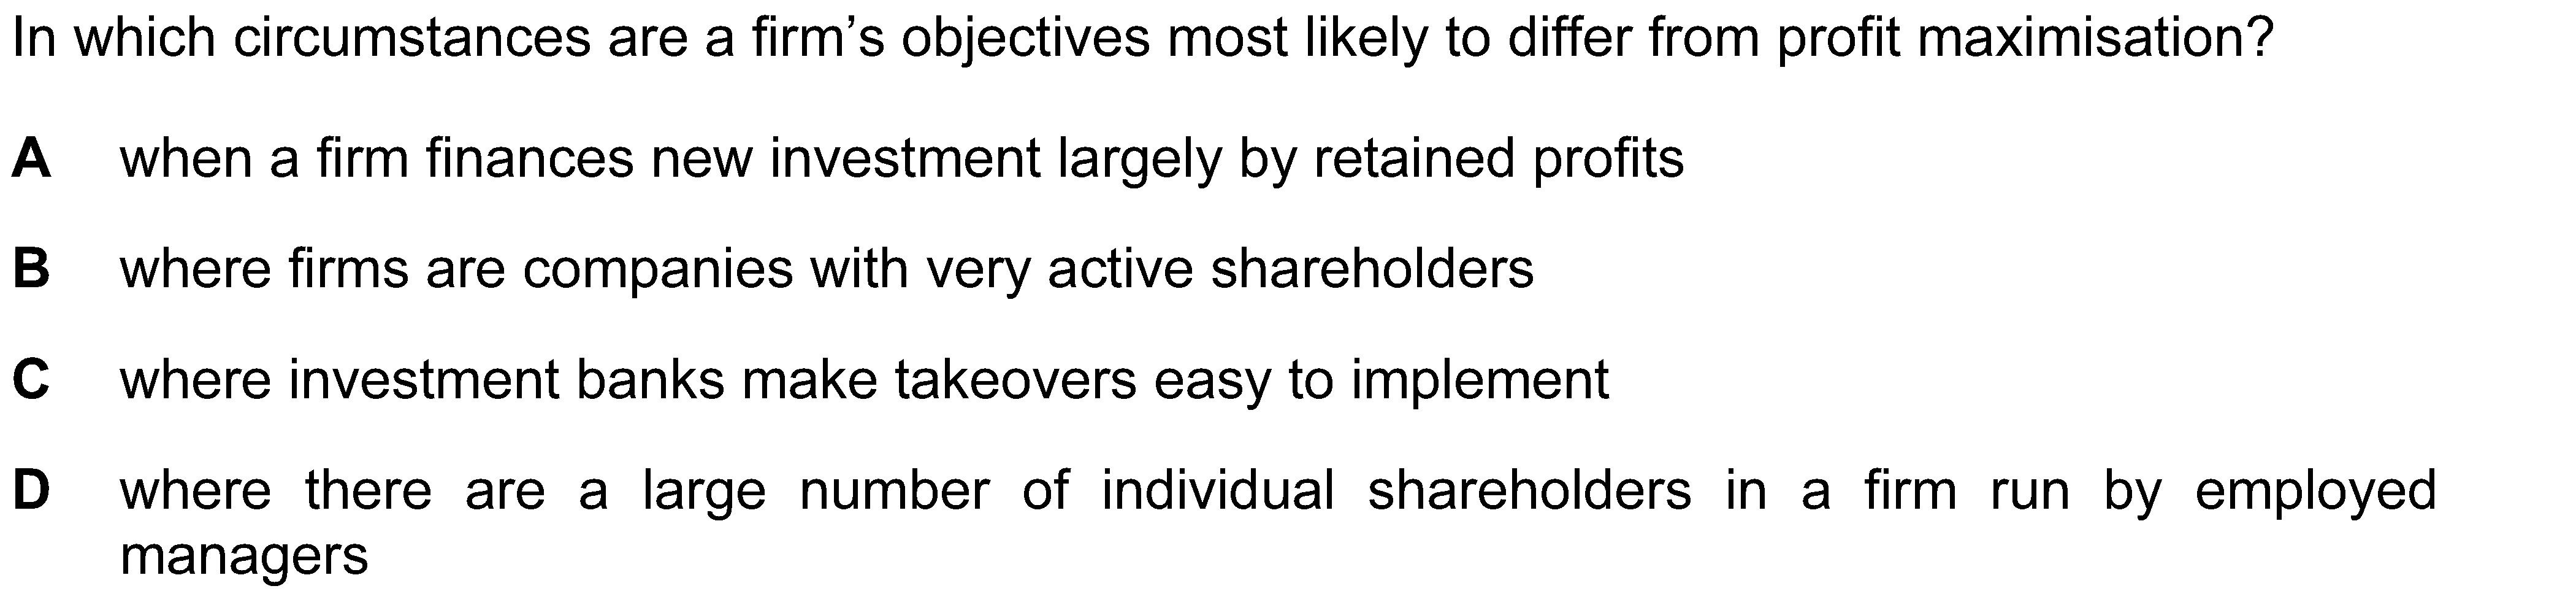 In which circumstances are a firm’s objectives most likely to differ from profit maximisation?
A when a firm finances new investment largely by retained profits
B where firms are companies with very active shareholders
C where investment banks make takeovers easy to implement
D where there are a large number of individual shareholders in a firm run by employed
managers